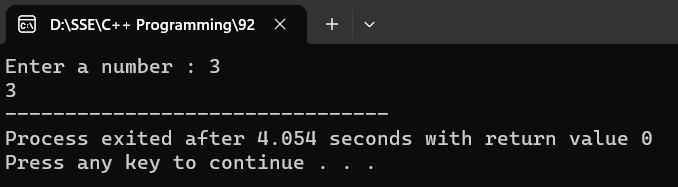 D:\SSE\C++ Programming\92
Enter a number : 3
3
--------------------------------
Process exited after 4.054 seconds with return value 0
Press any key to continue . . .